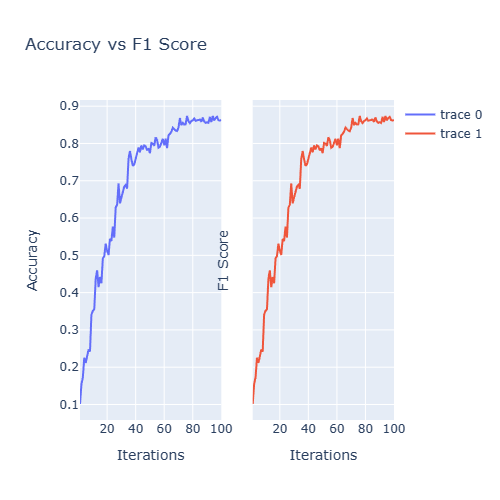 Accuracy vs F1 Score
trace 0
trace 1
0.9
0.8
0.7
0.6
0.5
0.4
0.3
0.2
0.1
Accuracy
F1 Score
20 40 60 80 100
20 40 60 80 100
Iterations
Iterations